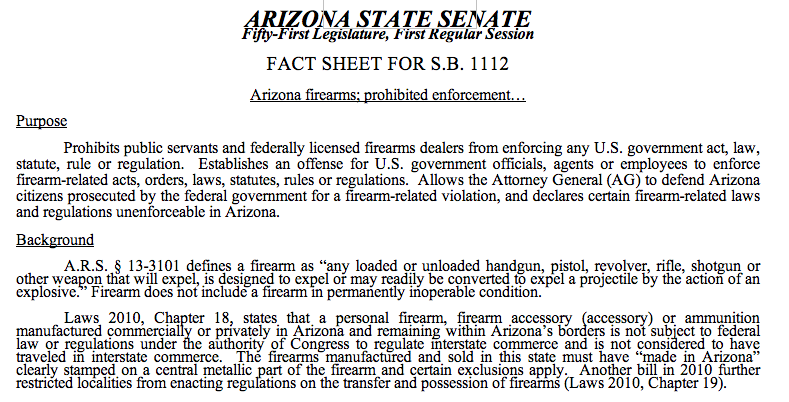 ARIZONA STATE SENATE
Fifty-First Legislature, First Regular Session
FACT SHEET FOR S.B. 1112
Arizona firearms; prohibited enforcement…
Purpose
Prohibits public servants and federally licensed firearms dealers from enforcing any U.S. government act, law,
statute, rule or regulation. Establishes an offense for U.S. government officials, agents or employees to enforce
firearm-related acts, orders, laws, statutes, rules or regulations. Allows the Attorney General (AG) to defend Arizona
citizens prosecuted by the federal government for a firearm-related violation, and declares certain firearm-related laws
and regulations unenforceable in Arizona.
Background
A.R.S. § 13-3101 defines a firearm as “any loaded or unloaded handgun, pistol, revolver, rifle, shotgun or
other weapon that will expel, is designed to expel or may readily be converted to expel a projectile by the action of an
explosive.” Firearm does not include a firearm in permanently inoperable condition.
Laws 2010, Chapter 18, states that a personal firearm, firearm accessory (accessory) or ammunition
manufactured commercially or privately in Arizona and remaining within Arizona’s borders is not subject to federal
law or regulations under the authority of Congress to regulate interstate commerce and is not considered to have
traveled in interstate commerce. The firearms manufactured and sold in this state must have “made in Arizona”
clearly stamped on a central metallic part of the firearm and certain exclusions apply. Another bill in 2010 further
restricted localities from enacting regulations on the transfer and possession of firearms (Laws 2010, Chapter 19).